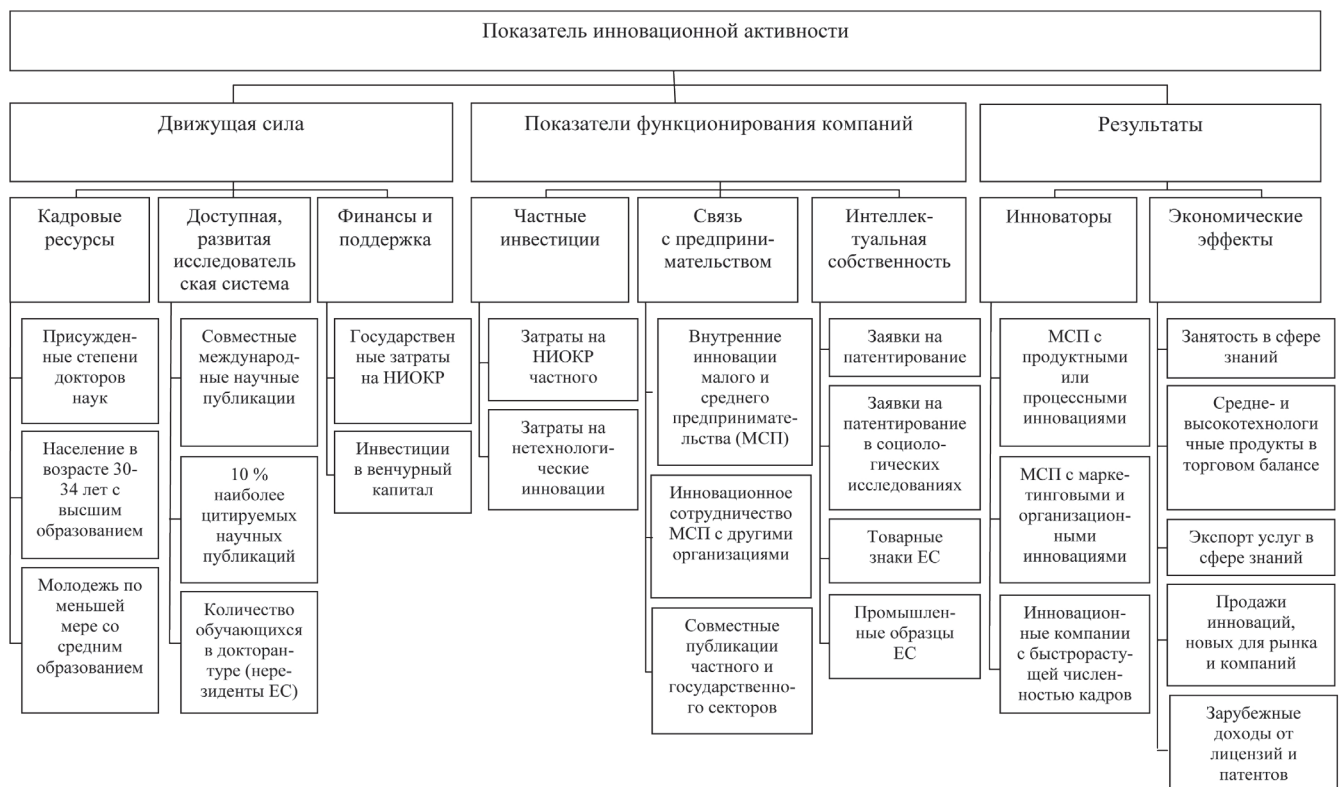 Показатель инновационной активности
Движущая сила
Показатели функционирования компаний
Результаты
Кадровые
ресурсы
Доступная,
развитая
исследователь
ская система
Финансы и
поддержка
Частные
инвестиции
Связь
с предприни-
мательством
Интеллек-
туальная
собственность
Инноваторы
Экономические
эффекты
Присужден-
ные степени
докторов
наук
Население в
возрасте 30-
34 лет с
высшим
образованием
Молодежь по
меньшей
мере со
средним
образованием
Совместные
международ-
ные научные
публикации
10 %
наиболее
цитируемых
научных
публикаций
Количество
обучающихся
в докторан-
туре (нере-
зиденты ЕС)
Государствен
ные затраты
на НИОКР
Инвестиции
в венчурный
капитал
Затраты на
НИОКР
частного
Затраты на
нетехнологи-
ческие
инновации
Внутренние
инновации
малого и
среднего
предпринимате-
льства (МСП)
Инновационное
сотрудничество
МСП с другими
организациями
Совместные
публикации
частного и
государственно-
го секторов
Заявки на
патентирование
Заявки на
патентирование
в социоло-
гических
исследованиях
Товарные
знаки ЕС
Промышлен-
ные образцы
ЕС
МСП с
продуктными
или
процессными
инновациями
МСП с марке-
тинговыми и
организацион-
ными
инновациями
Инновацион-
ные компании
с быстрорасту-
щей числен-
ностью кадров
Занятость в сфере
знаний
Средне- и
высокотехнологи
чные продукты в
торговом балансе
Экспорт услуг в
сфере знаний
Продажи
инноваций,
новых для рынка
и компаний
Зарубежные
доходы от
лицензий и
патентов